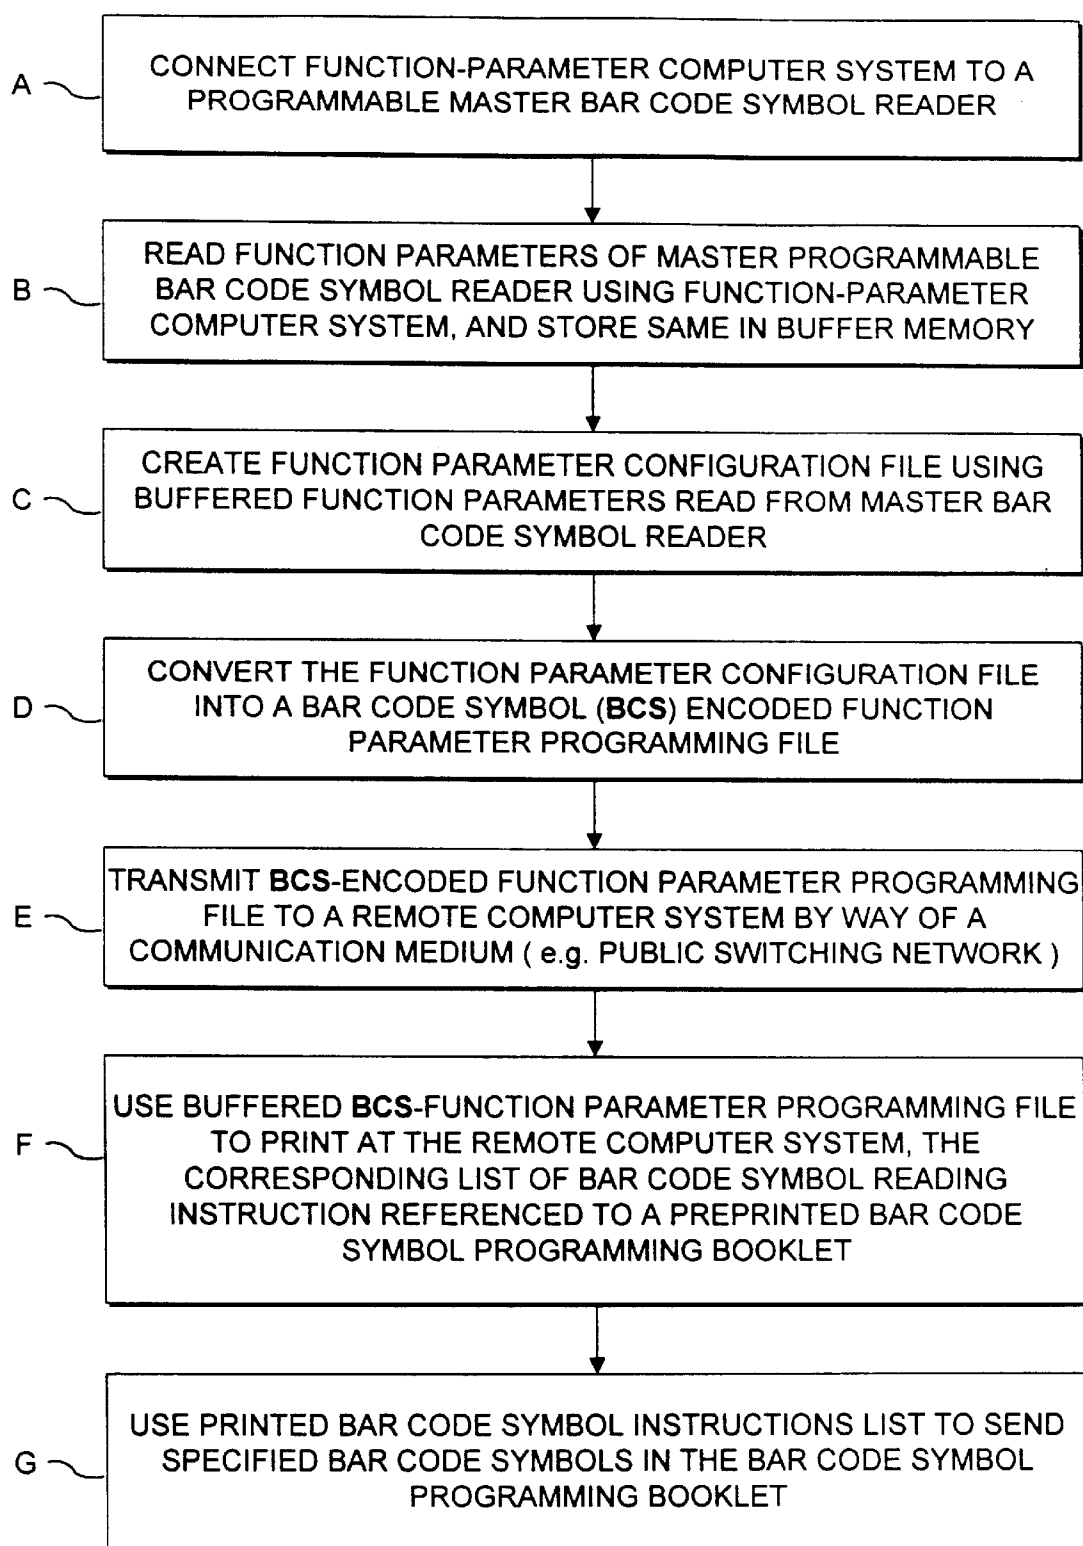 A
CONNECT FUNCTION-PARAMETER COMPUTER SYSTEM TO A
PROGRAMMABLE MASTER BAR CODE SYMBOL READER
B
READ FUNCTION PARAMETERS OF MASTER PROGRAMMABLE
BAR CODE SYMBOL READER USING FUNCTION-PARAMETER
COMPUTER SYSTEM, AND STORE SAME IN BUFFER MEMORY
C
CREATE FUNCTION PARAMETER CONFIGURATION FILE USING
BUFFERED FUNCTION PARAMETERS READ FROM MASTER BAR
CODE SYMBOL READER
D
CONVERT THE FUNCTION PARAMETER CONFIGURATION FILE
INTO A BAR CODE SYMBOL (BCS) ENCODED FUNCTION
PARAMETER PROGRAMMING FILE
E
TRANSMIT BCS-ENCODED FUNCTION PARAMETER PROGRAMMING
FILE TO A REMOTE COMPUTER SYSTEM BY WAY OF A
COMMUNICATION MEDIUM ( e.g. PUBLIC SWITCHING NETWORK )
F
USE BUFFERED BCS-FUNCTION PARAMETER PROGRAMMING FILE
TO PRINT AT THE REMOTE COMPUTER SYSTEM, THE
CORRESPONDING LIST OF BAR CODE SYMBOL READING
INSTRUCTION REFERENCED TO A PREPRINTED BAR CODE
SYMBOL PROGRAMMING BOOKLET
G
USE PRINTED BAR CODE SYMBOL INSTRUCTIONS LIST TO SEND
SPECIFIED BAR CODE SYMBOLS IN THE BAR CODE SYMBOL
PROGRAMMING BOOKLET